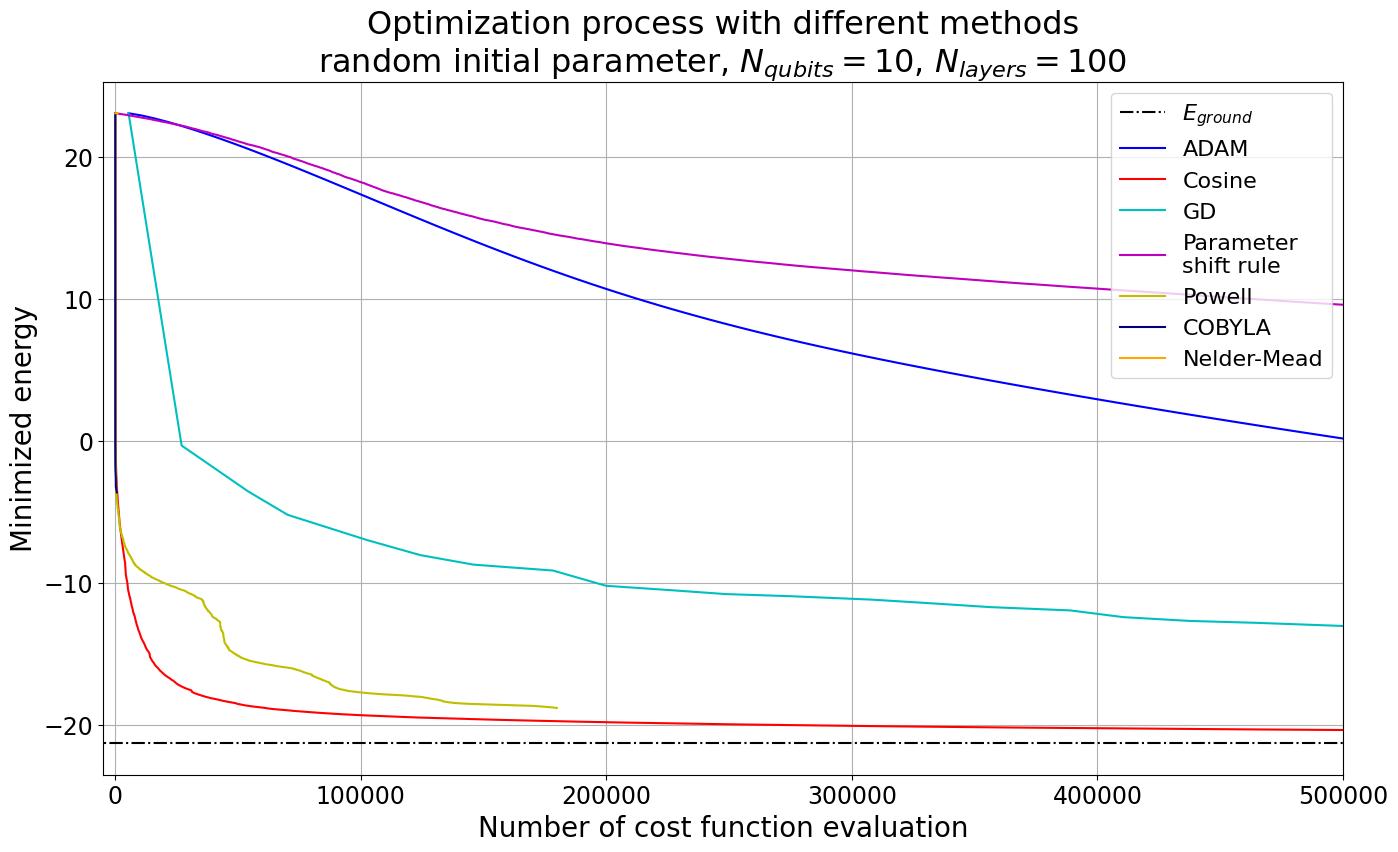 Optimization process with different methods
random initial parameter, N_qubits = 10, N_layers = 100
Minimized energy
20
10
0
−10
−20
E_ground
ADAM
Cosine
GD
Parameter
shift rule
Powell
COBYLA
Nelder-Mead
0 100000 200000 300000 400000 500000
Number of cost function evaluation